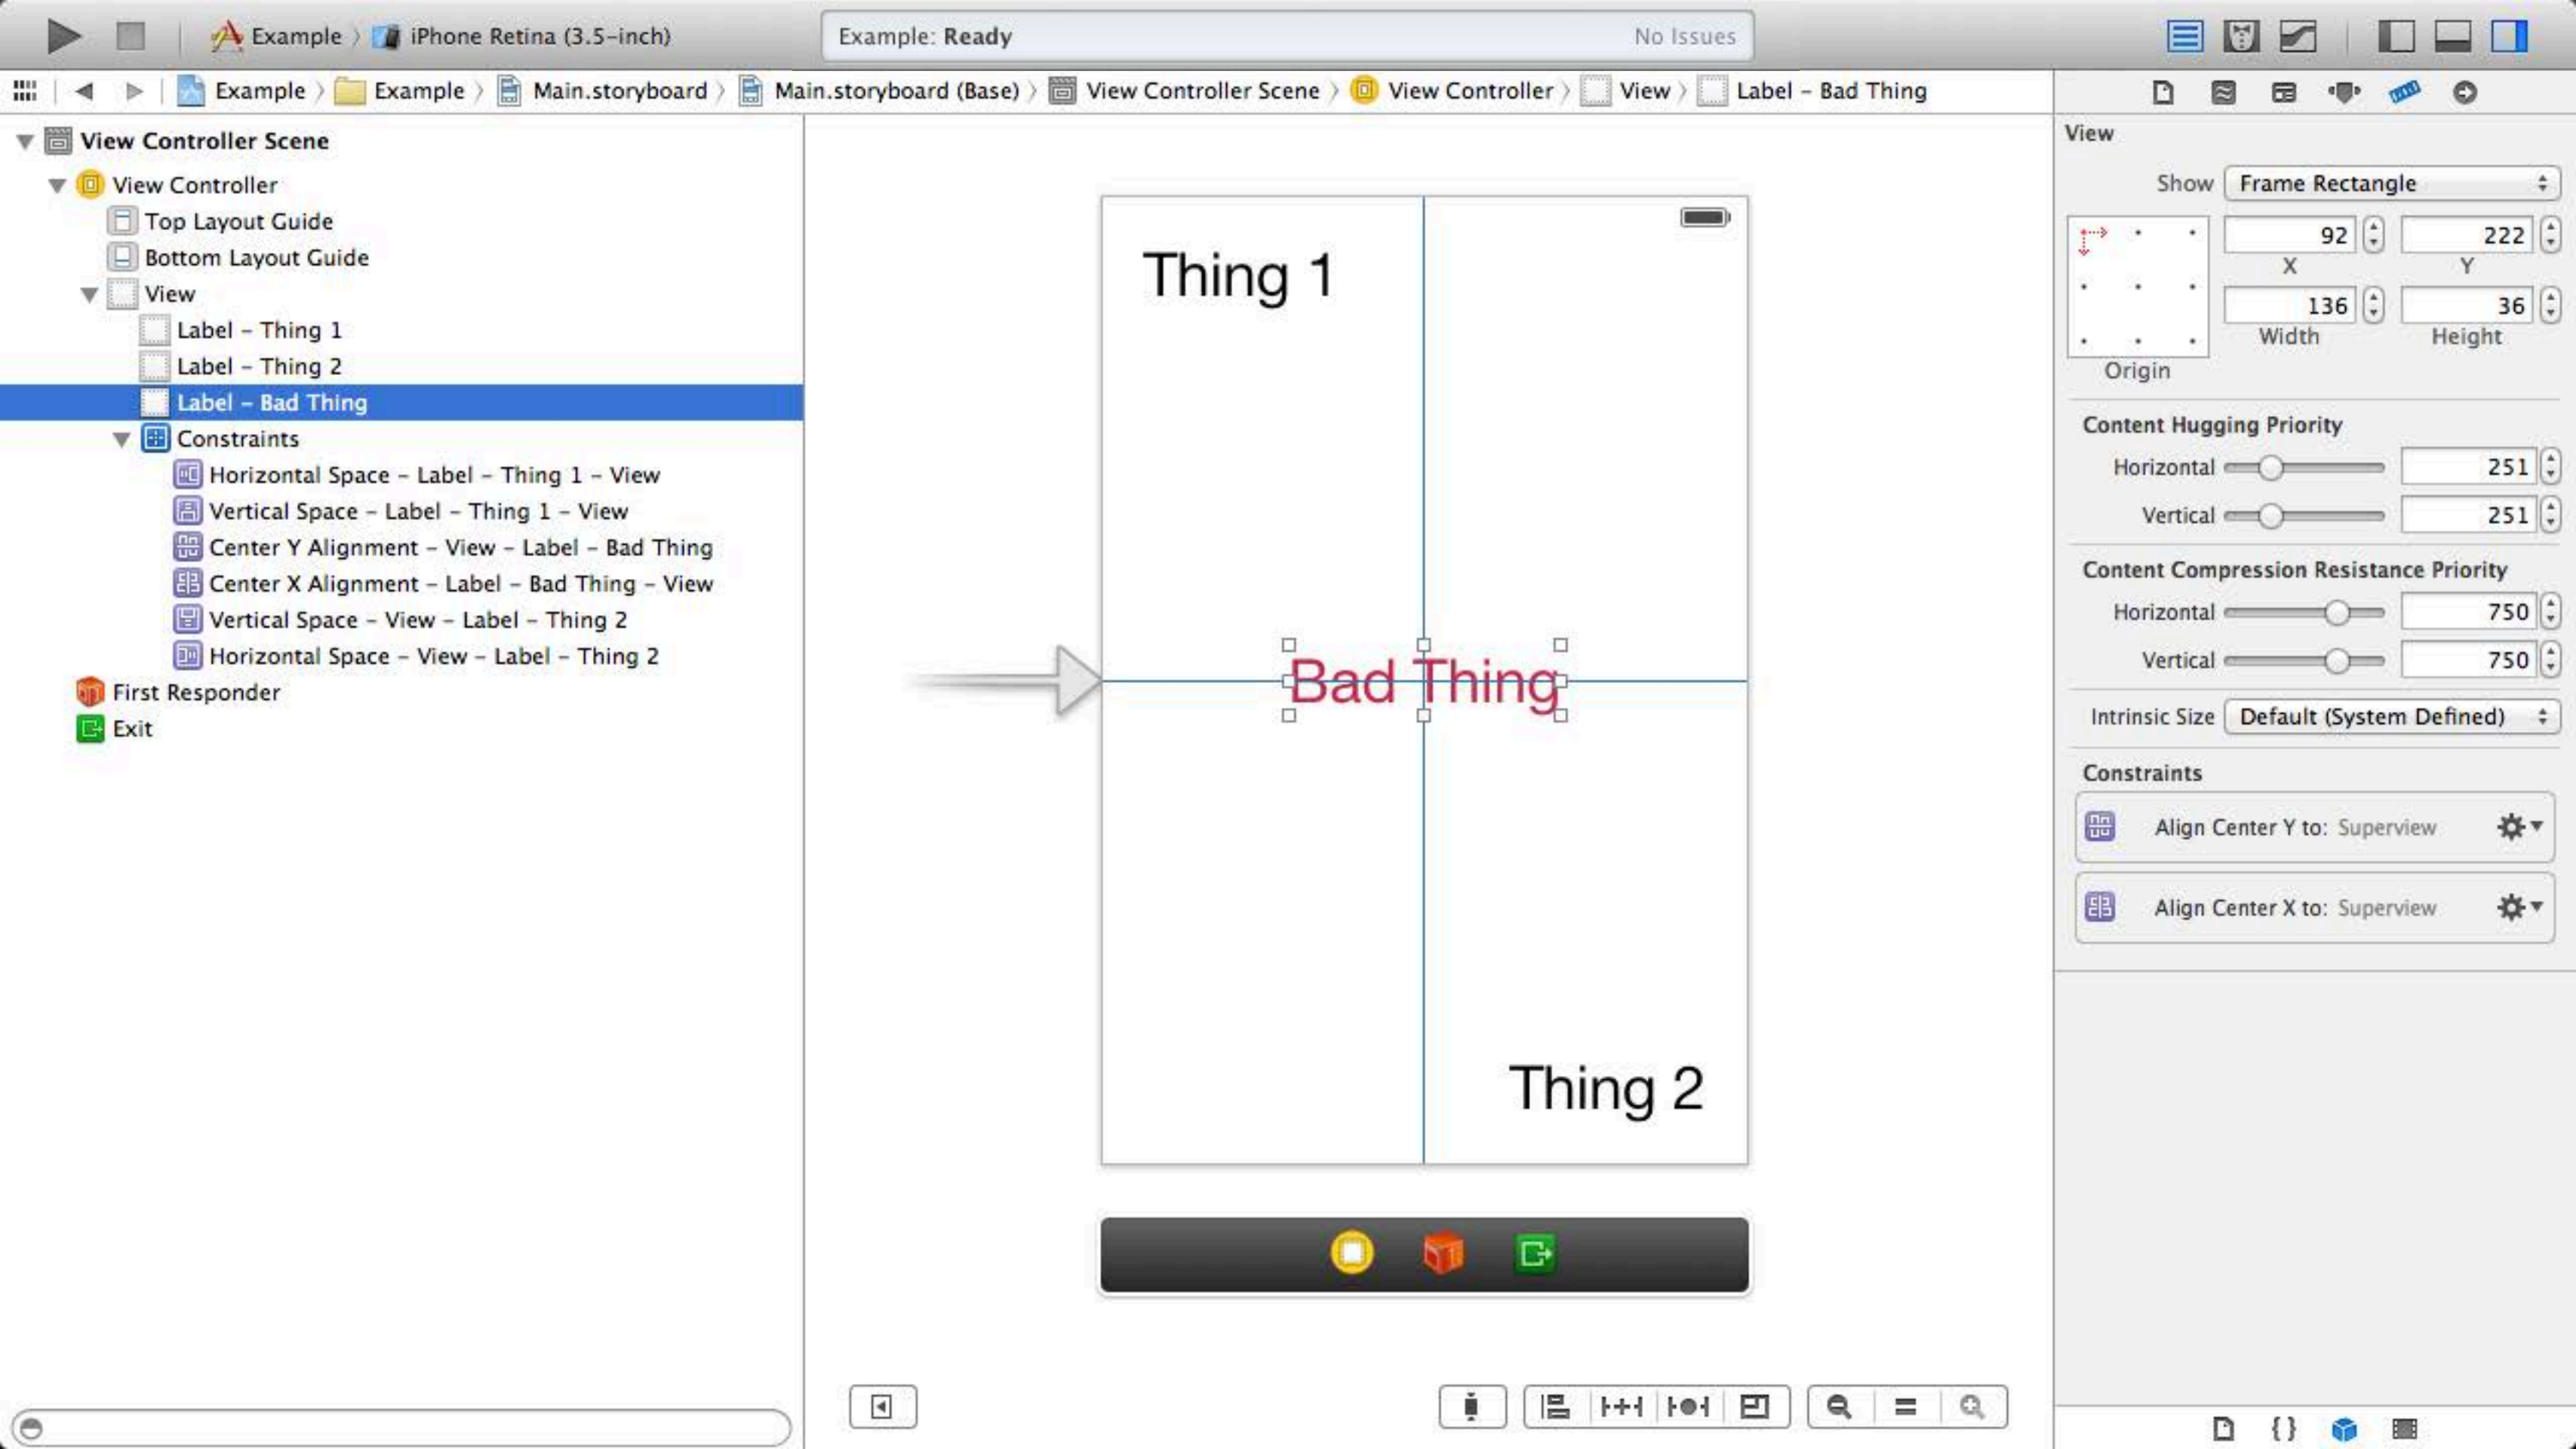 Example
iPhone Retina (3.5-inch)
Example: Ready
No Issues
Example
Example
Main.storyboard
Main.storyboard (Base)
View Controller Scene
View Controller
View
Label – Bad Thing
View Controller Scene
View Controller
Top Layout Guide
Bottom Layout Guide
View
Label – Thing 1
Label – Thing 2
Label – Bad Thing
Constraints
Horizontal Space – Label – Thing 1 – View
Vertical Space – Label – Thing 1 – View
Center Y Alignment – View – Label – Bad Thing
Center X Alignment – Label – Bad Thing – View
Vertical Space – View – Label – Thing 2
Horizontal Space – View – Label – Thing 2
First Responder
Exit
Thing 1
Bad Thing
Thing 2
View
Show Frame Rectangle
92 222
X Y
136 36
Width Height
Origin
Content Hugging Priority
Horizontal 251
Vertical 251
Content Compression Resistance Priority
Horizontal 750
Vertical 750
Intrinsic Size Default (System Defined)
Constraints
Align Center Y to: Superview
Align Center X to: Superview